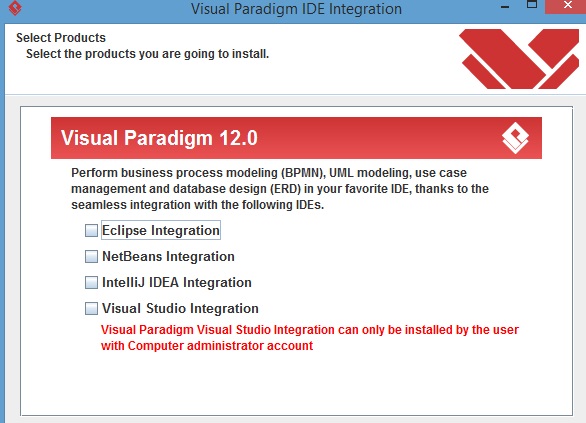 Visual Paradigm IDE Integration
Select Products
Select the products you are going to install.
Visual Paradigm 12.0
Perform business process modeling (BPMN), UML modeling, use case
management and database design (ERD) in your favorite IDE, thanks to the
seamless integration with the following IDEs.
Eclipse Integration
NetBeans Integration
IntelliJ IDEA Integration
Visual Studio Integration
Visual Paradigm Visual Studio Integration can only be installed by the user
with Computer administrator account